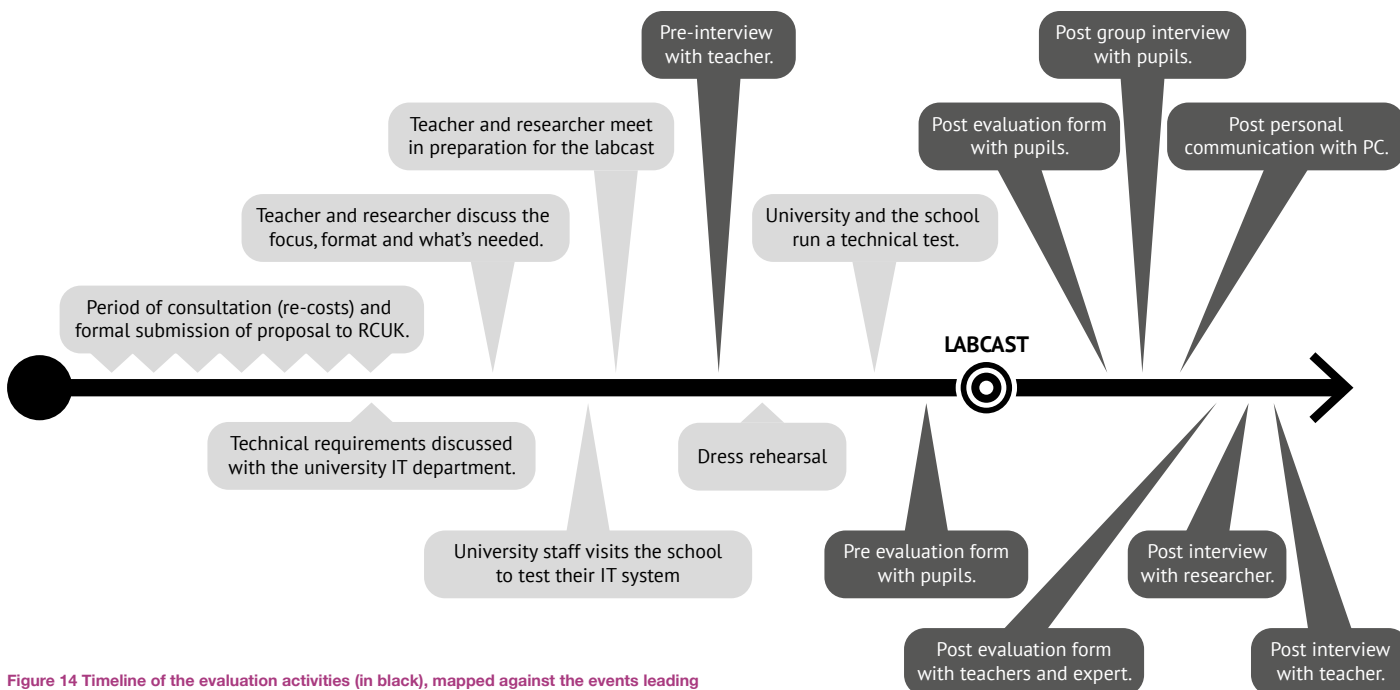 Pre-interview
with teacher.
Post group interview
with pupils.
Teacher and researcher meet
in preparation for the labcast
Post evaluation form
with pupils.
Post personal
communication with PC.
Teacher and researcher discuss the
focus, format and what’s needed.
University and the school
run a technical test.
Period of consultation (re-costs) and
formal submission of proposal to RCUK.
LABCAST
Technical requirements discussed
with the university IT department.
Dress rehearsal
University staff visits the school
to test their IT system
Pre evaluation form
with pupils.
Post interview
with researcher.
Post evaluation form
with teachers and expert.
Post interview
with teacher.
Figure 14 Timeline of the evaluation activities (in black), mapped against the events leading